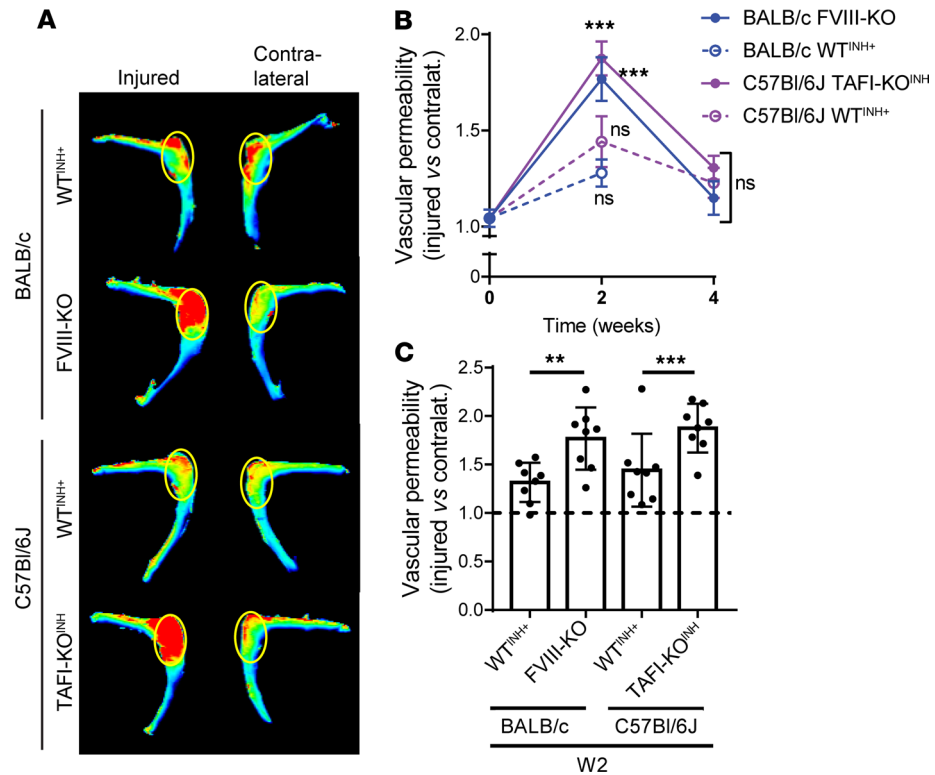 A
Injured
Contra-
lateral
BALB/c
WT^INH+
FVIII-KO
C57Bl/6J
WT^INH+
TAFI-KO^INH
B
Vascular permeability
(injured vs contralat.)
2.0
1.5
1.0
0
0
2
4
Time (weeks)
***
***
ns
ns
ns
BALB/c FVIII-KO
BALB/c WT^INH+
C57Bl/6J TAFI-KO^INH
C57Bl/6J WT^INH+
C
Vascular permeability
(injured vs contralat.)
2.5
2.0
1.5
1.0
0.5
0.0
**
***
WT^INH+
FVIII-KO
WT^INH+
TAFI-KO^INH
BALB/c
C57Bl/6J
W2